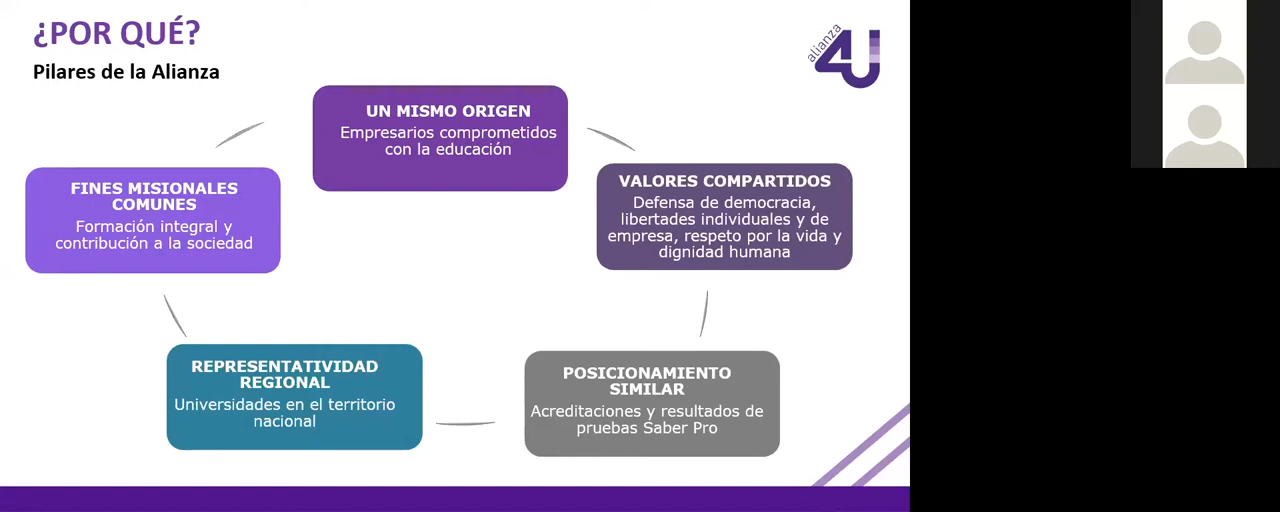 ¿POR QUÉ?
Pilares de la Alianza
alianza
4U
UN MISMO ORIGEN
Empresarios comprometidos
con la educación
VALORES COMPARTIDOS
Defensa de democracia,
libertades individuales y de
empresa, respeto por la vida y
dignidad humana
POSICIONAMIENTO
SIMILAR
Acreditaciones y resultados de
pruebas Saber Pro
REPRESENTATIVIDAD
REGIONAL
Universidades en el territorio
nacional
FINES MISIONALES
COMUNES
Formación integral y
contribución a la sociedad